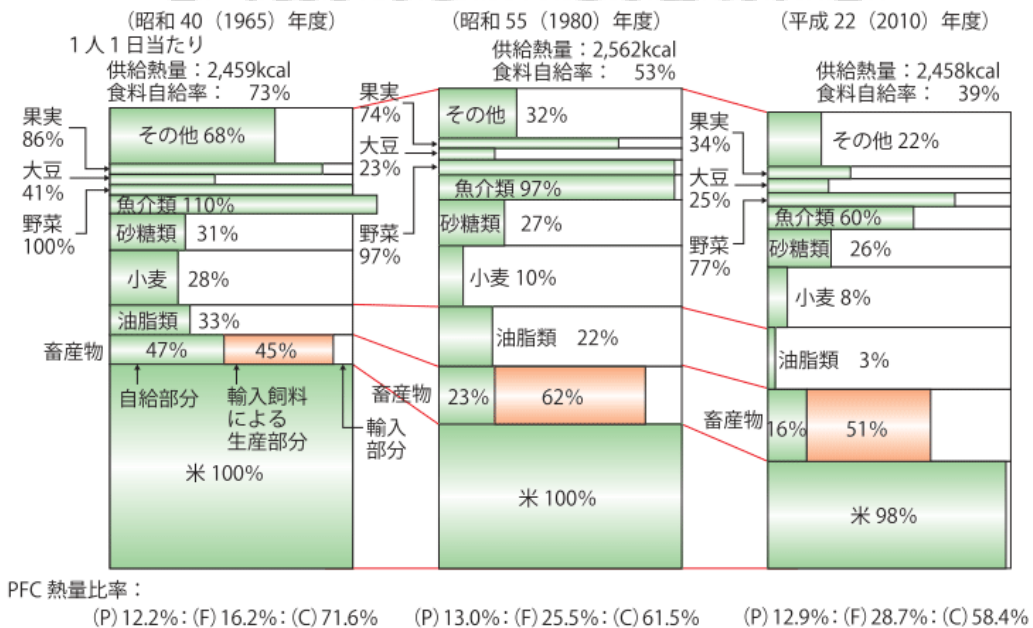 (昭和 40(1965)年度)
1人1日当たり
供給熱量:2,459kcal
食料自給率: 73%
果実
86%
大豆
41%
野菜
100%
その他 68%
魚介類 110%
砂糖類 31%
小麦 28%
油脂類 33%
畜産物 47% 45%
自給部分
輸入飼料
による
生産部分
輸入
部分
米 100%
(昭和 55(1980)年度)
供給熱量:2,562kcal
食料自給率: 53%
果実
74%
大豆
23%
野菜
97%
その他 32%
魚介類 97%
砂糖類 27%
小麦 10%
油脂類 22%
畜産物 23% 62%
米 100%
(平成 22(2010)年度)
供給熱量:2,458kcal
食料自給率: 39%
果実
34%
大豆
25%
野菜
77%
その他 22%
魚介類 60%
砂糖類 26%
小麦 8%
油脂類 3%
畜産物 16% 51%
米 98%
PFC 熱量比率:
(P)12.2%:(F)16.2%:(C)71.6% (P)13.0%:(F)25.5%:(C)61.5% (P)12.9%:(F)28.7%:(C)58.4%